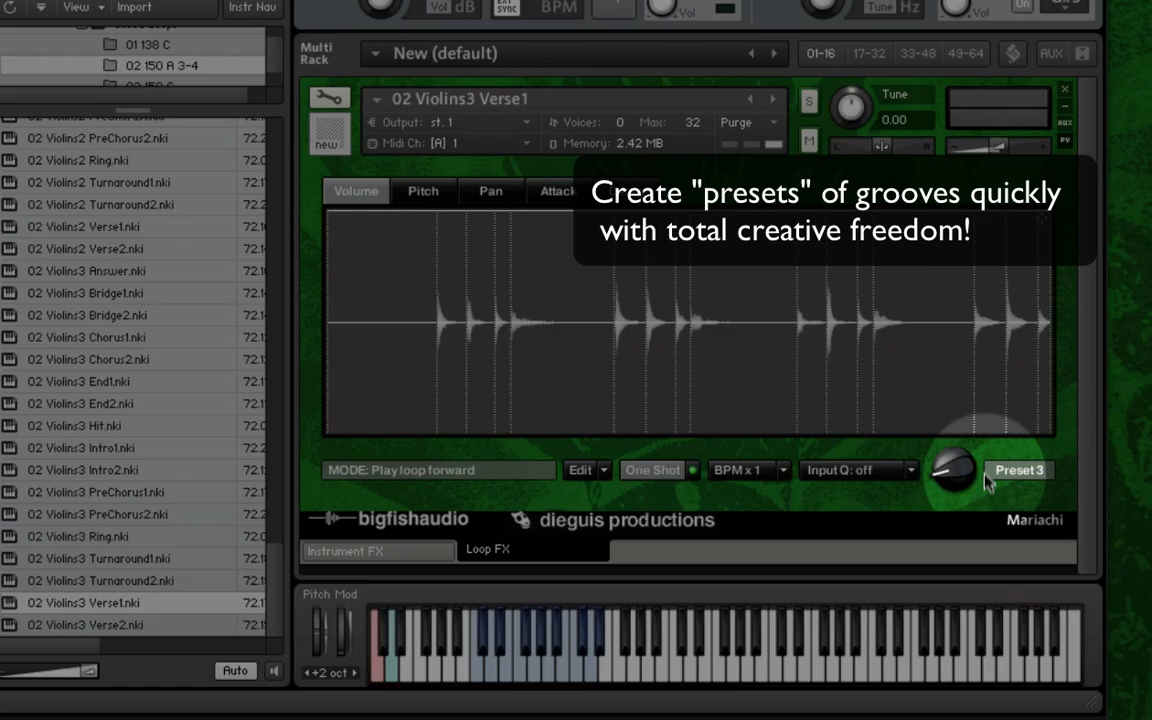 View
Import
Instr Nav
Vol dB
EXT SYNC
BPM
Vol
Tune Hz
Vol
On
01 138 C
02 150 A 3-4
Multi
Rack
New (default)
01-16 17-32 33-48 49-64 AUX
02 Violins3 Verse1
Output: st. 1
Voices: 0 Max: 32 Purge
Midi Ch: [A] 1
Memory: 2.42 MB
new
S
M
Tune
0.00
L R
AUX
PV
Volume Pitch Pan Attack
Create "presets" of grooves quickly
with total creative freedom!
02 Violins2 PreChorus2.nki
02 Violins2 Ring.nki
02 Violins2 Turnaround1.nki
02 Violins2 Turnaround2.nki
02 Violins2 Verse1.nki
02 Violins2 Verse2.nki
02 Violins3 Answer.nki
02 Violins3 Bridge1.nki
02 Violins3 Bridge2.nki
02 Violins3 Chorus1.nki
02 Violins3 Chorus2.nki
02 Violins3 End1.nki
02 Violins3 End2.nki
02 Violins3 Hit.nki
02 Violins3 Intro1.nki
02 Violins3 Intro2.nki
02 Violins3 PreChorus1.nki
02 Violins3 PreChorus2.nki
02 Violins3 Ring.nki
02 Violins3 Turnaround1.nki
02 Violins3 Turnaround2.nki
02 Violins3 Verse1.nki
02 Violins3 Verse2.nki
MODE: Play loop forward
Edit
One Shot
BPM x 1
Input Q: off
Preset 3
bigfishaudio
dieguis productions
Mariachi
Instrument FX
Loop FX
Pitch Mod
+2 oct
Auto